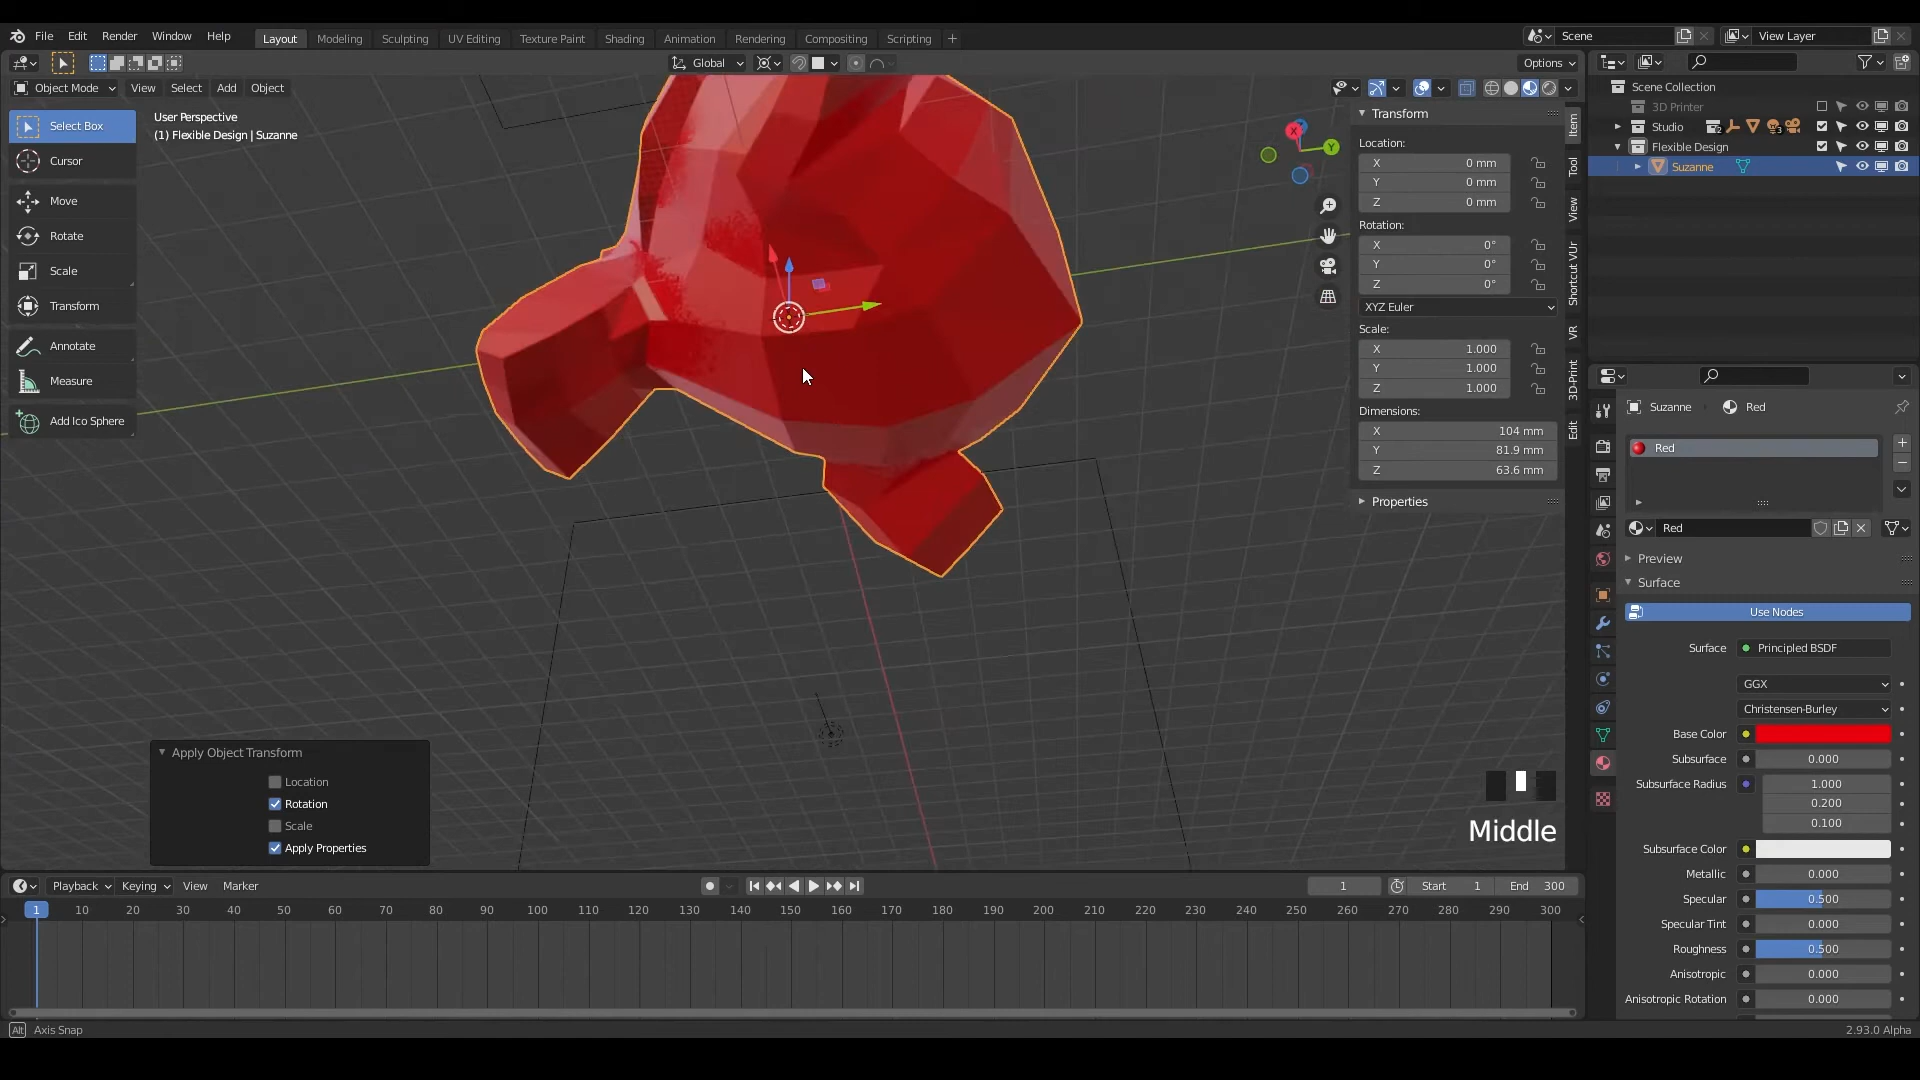 File Edit Render Window Help
Layout Modeling Sculpting UV Editing Texture Paint Shading Animation Rendering Compositing Scripting +
Scene
View Layer
Global
Options
Object Mode View Select Add Object
User Perspective
(1) Flexible Design | Suzanne
Select Box
Cursor
Move
Rotate
Scale
Transform
Annotate
Measure
Add Ico Sphere
X
Y
Transform
Location:
X 0 mm
Y 0 mm
Z 0 mm
Rotation:
X 0°
Y 0°
Z 0°
XYZ Euler
Scale:
X 1.000
Y 1.000
Z 1.000
Dimensions:
X 104 mm
Y 81.9 mm
Z 63.6 mm
Properties
Item
Tool
View
Shortcut VUr
VR
3D-Print
Edit
Scene Collection
3D Printer
Studio 2 3
Flexible Design
Suzanne
Suzanne Red
Red
Red
Preview
Surface
Use Nodes
Surface Principled BSDF
GGX
Christensen-Burley
Base Color
Subsurface 0.000
Subsurface Radius 1.000
0.200
0.100
Subsurface Color
Metallic 0.000
Specular 0.500
Specular Tint 0.000
Roughness 0.500
Anisotropic 0.000
Anisotropic Rotation 0.000
Apply Object Transform
Location
Rotation
Scale
Apply Properties
Middle
Playback Keying View Marker
1 Start 1 End 300
1 10 20 30 40 50 60 70 80 90 100 110 120 130 140 150 160 170 180 190 200 210 220 230 240 250 260 270 280 290 300
Alt Axis Snap
2.93.0 Alpha